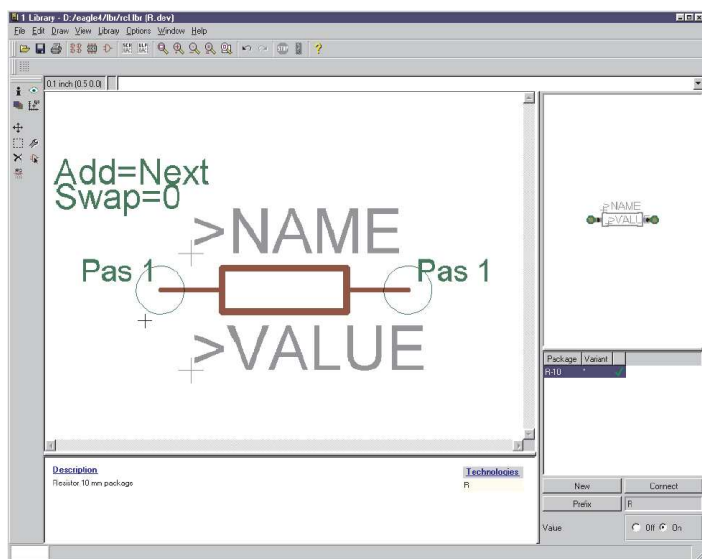 1 Library - D:/eagle4/lbr/rcl.lbr (R.dev)
File Edit Draw View Library Options Window Help
0.1 inch (0.5 0.0)
Add=Next
Swap=0
>NAME
Pas 1
Pas 1
>VALUE
>NAME
>VALU
Package Variant
R-10
Description
Technologies
Resistor 10 mm package
R
New
Connect
Prefix
R
Value
Off
On